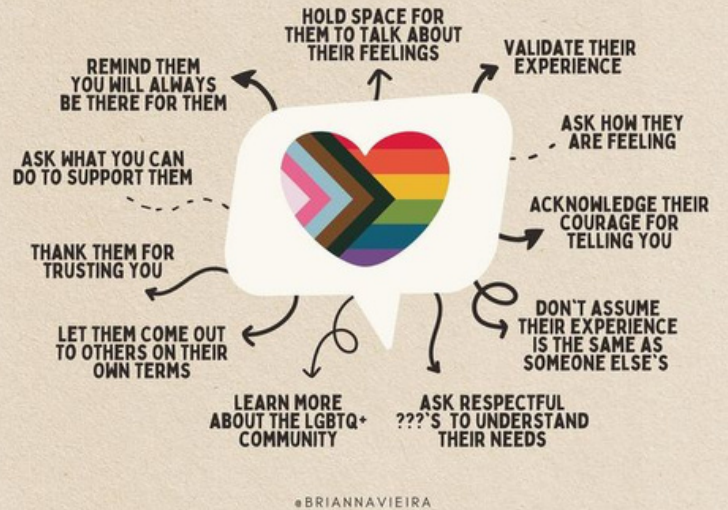 HOLD SPACE FOR
THEM TO TALK ABOUT
THEIR FEELINGS
VALIDATE THEIR
EXPERIENCE
REMIND THEM
YOU WILL ALWAYS
BE THERE FOR THEM
ASK HOW THEY
ARE FEELING
ASK WHAT YOU CAN
DO TO SUPPORT THEM
ACKNOWLEDGE THEIR
COURAGE FOR
TELLING YOU
THANK THEM FOR
TRUSTING YOU
DON'T ASSUME
THEIR EXPERIENCE
IS THE SAME AS
SOMEONE ELSE'S
LET THEM COME OUT
TO OTHERS ON THEIR
OWN TERMS
LEARN MORE
ABOUT THE LGBTQ+
COMMUNITY
ASK RESPECTFUL
???'S TO UNDERSTAND
THEIR NEEDS
@BRIANNAVIEIRA